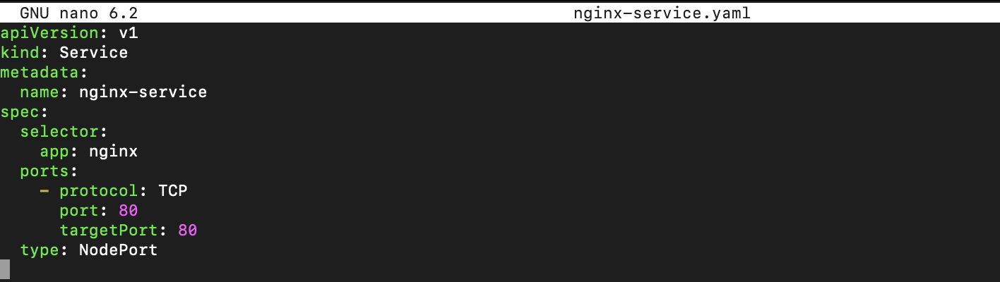 GNU nano 6.2 nginx-service.yaml
apiVersion: v1
kind: Service
metadata:
  name: nginx-service
spec:
  selector:
    app: nginx
  ports:
    - protocol: TCP
      port: 80
      targetPort: 80
  type: NodePort